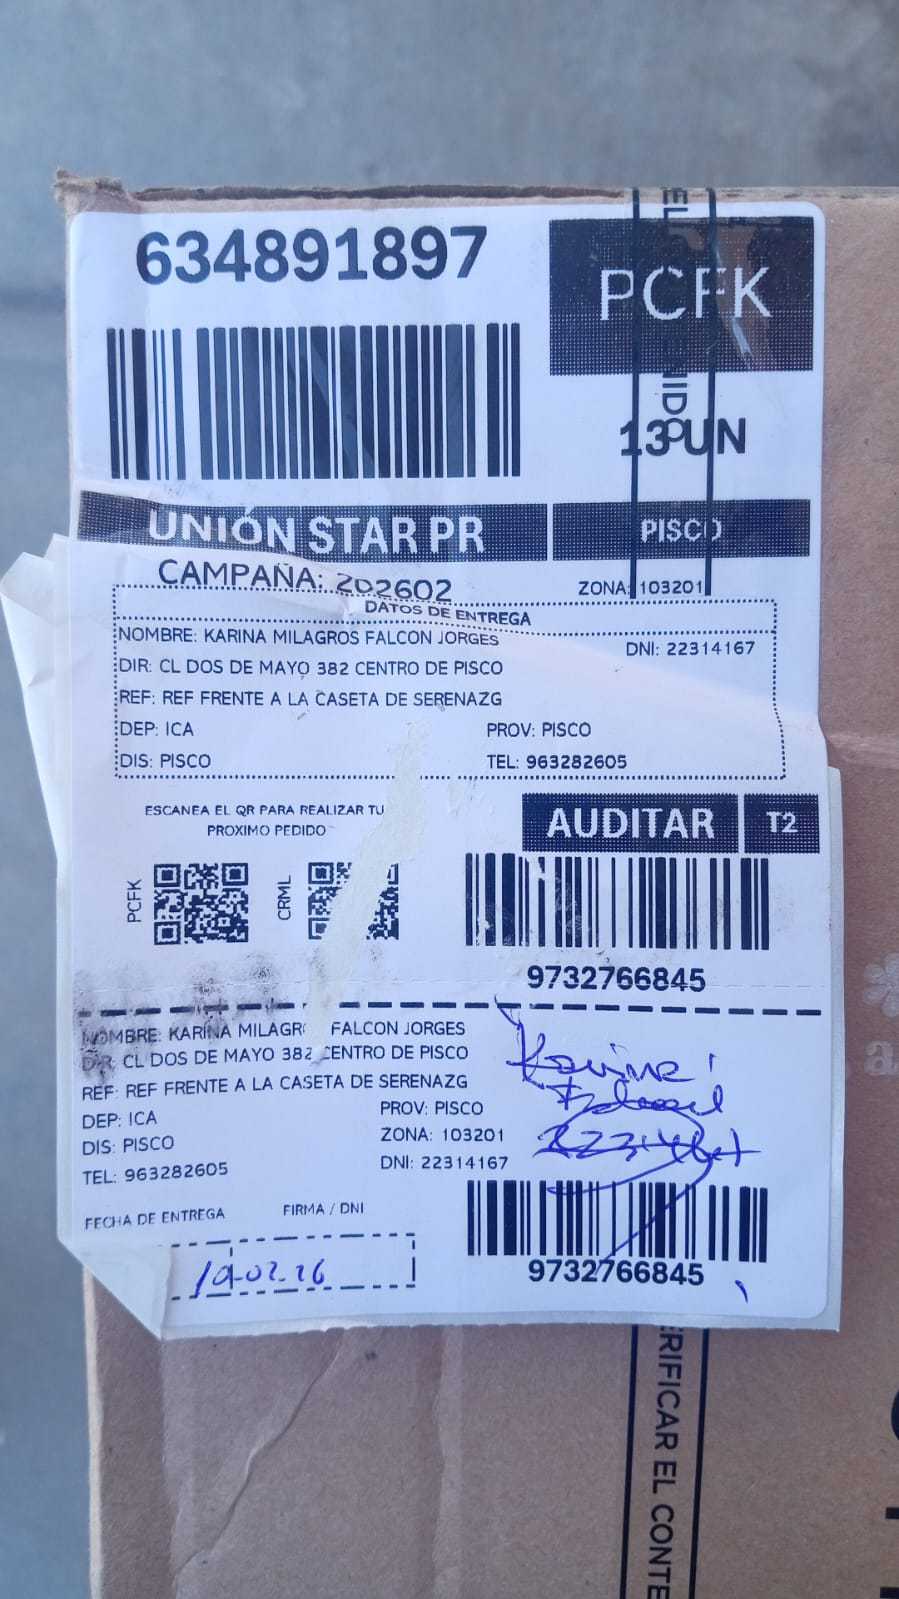 634891897
PCFK
13 UN
UNIÓN STAR PR
PISCO
CAMPAÑA: 202602
ZONA: 103201
DATOS DE ENTREGA
NOMBRE: KARINA MILAGROS FALCON JORGES
DNI: 22314167
DIR: CL DOS DE MAYO 382 CENTRO DE PISCO
REF: REF FRENTE A LA CASETA DE SERENAZG
DEP: ICA
PROV: PISCO
DIS: PISCO
TEL: 963282605
ESCANEA EL QR PARA REALIZAR TU
PROXIMO PEDIDO
AUDITAR
T2
PCFK
CRML
9732766845
NOMBRE: KARINA MILAGR FALCON JORGES
DIR: CL DOS DE MAYO 382 CENTRO DE PISCO
REF: REF FRENTE A LA CASETA DE SERENAZG
DEP: ICA
PROV: PISCO
DIS: PISCO
ZONA: 103201
TEL: 963282605
DNI: 22314167
Karina
FECHA DE ENTREGA
FIRMA / DNI
9732766845
ERIFICAR EL CONTE